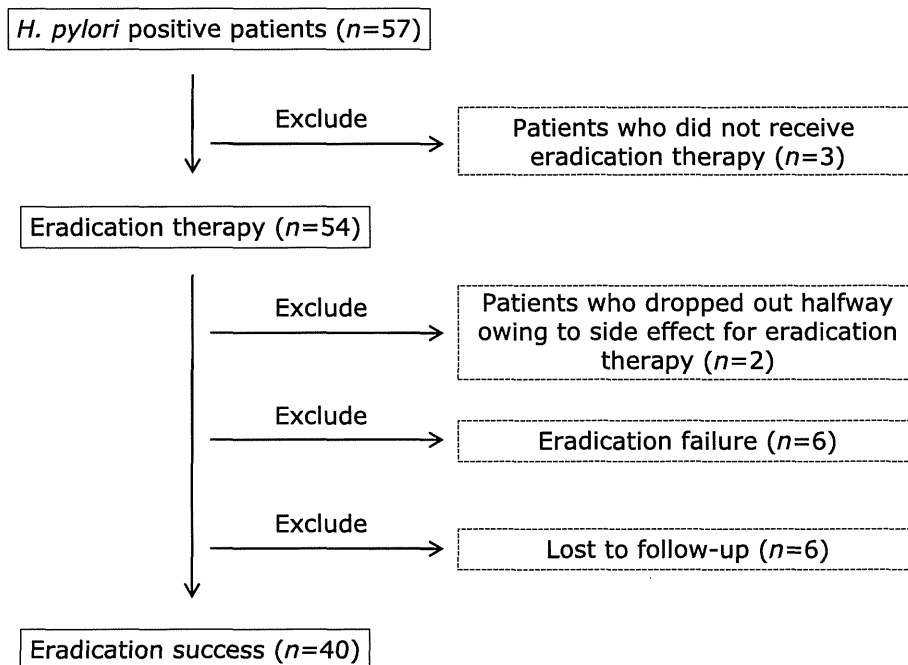 H. pylori positive patients (n=57)
Exclude
Patients who did not receive
eradication therapy (n=3)
Eradication therapy (n=54)
Exclude
Patients who dropped out halfway
owing to side effect for eradication
therapy (n=2)
Exclude
Eradication failure (n=6)
Exclude
Lost to follow-up (n=6)
Eradication success (n=40)